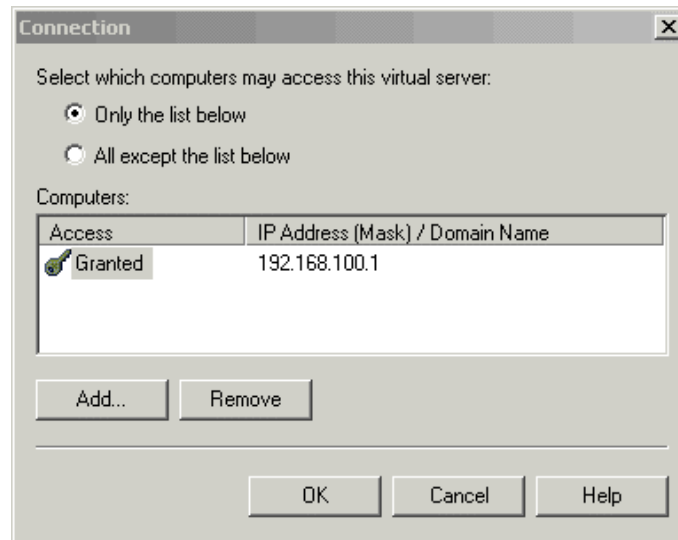 Connection
Select which computers may access this virtual server:
Only the list below
All except the list below
Computers:
Access IP Address (Mask) / Domain Name
Granted 192.168.100.1
Add... Remove
OK Cancel Help